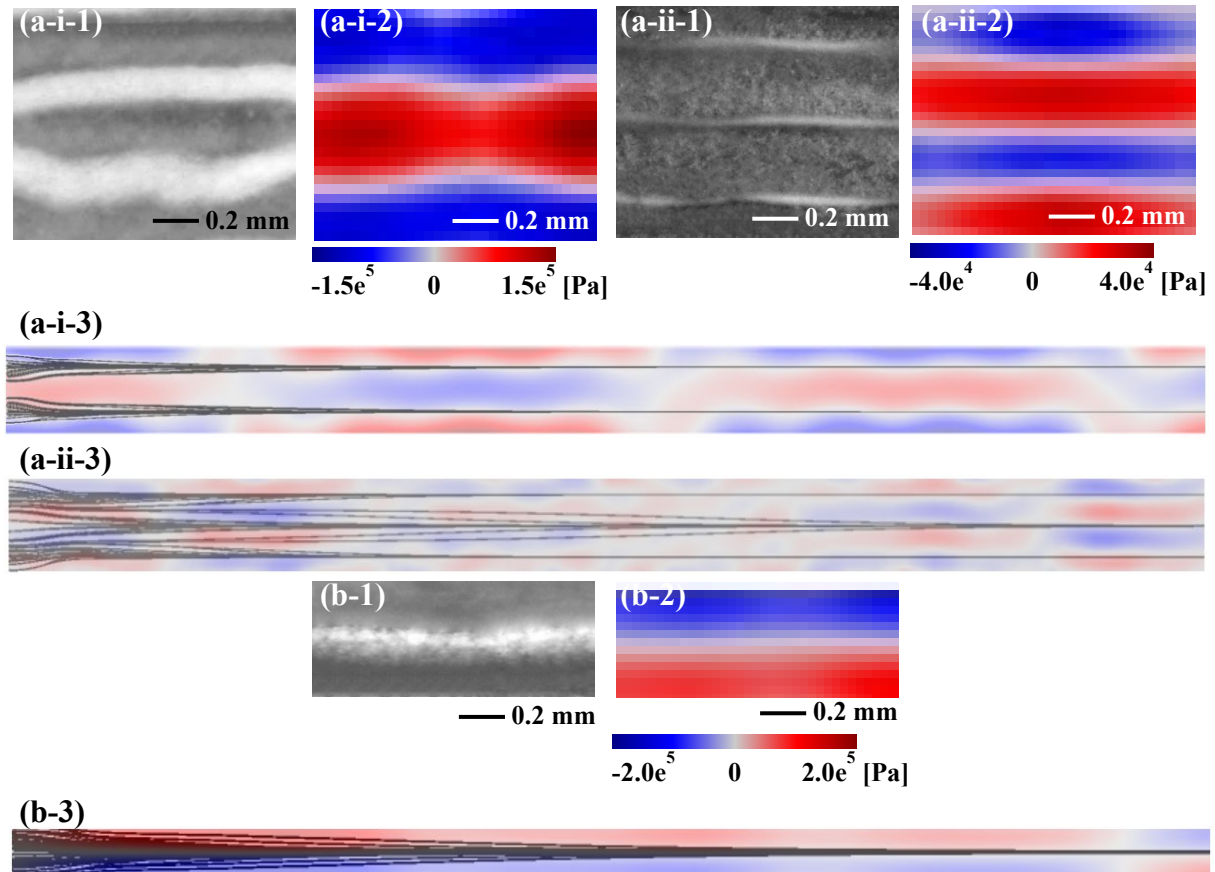 (a-i-1)
(a-i-2)
(a-ii-1)
(a-ii-2)
0.2 mm
0.2 mm
0.2 mm
0.2 mm
-1.5e⁵ 0 1.5e⁵ [Pa]
-4.0e⁴ 0 4.0e⁴ [Pa]
(a-i-3)
(a-ii-3)
(b-1)
(b-2)
0.2 mm
0.2 mm
-2.0e⁵ 0 2.0e⁵ [Pa]
(b-3)